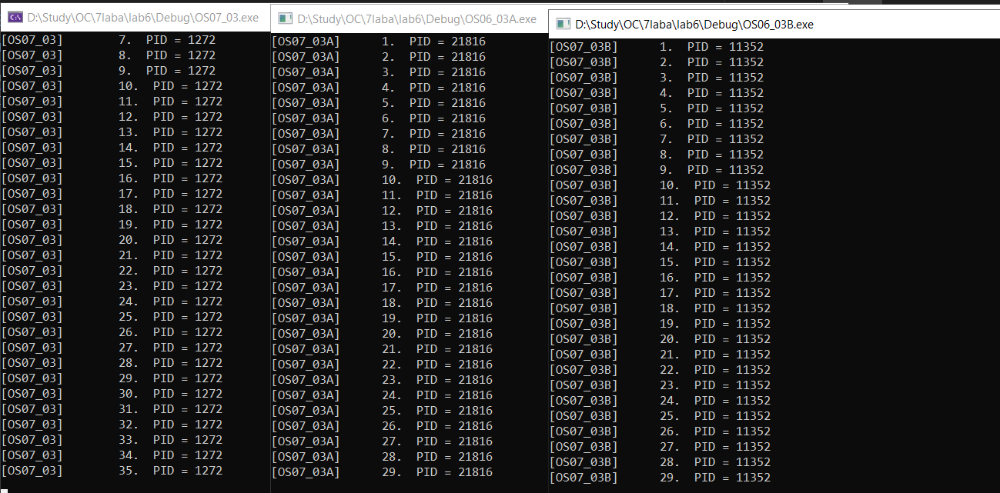 D:\Study\OC\7laba\lab6\Debug\OS07_03.exe
[OS07_03] 7. PID = 1272
[OS07_03] 8. PID = 1272
[OS07_03] 9. PID = 1272
[OS07_03] 10. PID = 1272
[OS07_03] 11. PID = 1272
[OS07_03] 12. PID = 1272
[OS07_03] 13. PID = 1272
[OS07_03] 14. PID = 1272
[OS07_03] 15. PID = 1272
[OS07_03] 16. PID = 1272
[OS07_03] 17. PID = 1272
[OS07_03] 18. PID = 1272
[OS07_03] 19. PID = 1272
[OS07_03] 20. PID = 1272
[OS07_03] 21. PID = 1272
[OS07_03] 22. PID = 1272
[OS07_03] 23. PID = 1272
[OS07_03] 24. PID = 1272
[OS07_03] 25. PID = 1272
[OS07_03] 26. PID = 1272
[OS07_03] 27. PID = 1272
[OS07_03] 28. PID = 1272
[OS07_03] 29. PID = 1272
[OS07_03] 30. PID = 1272
[OS07_03] 31. PID = 1272
[OS07_03] 32. PID = 1272
[OS07_03] 33. PID = 1272
[OS07_03] 34. PID = 1272
[OS07_03] 35. PID = 1272
D:\Study\OC\7laba\lab6\Debug\OS06_03A.exe
[OS07_03A] 1. PID = 21816
[OS07_03A] 2. PID = 21816
[OS07_03A] 3. PID = 21816
[OS07_03A] 4. PID = 21816
[OS07_03A] 5. PID = 21816
[OS07_03A] 6. PID = 21816
[OS07_03A] 7. PID = 21816
[OS07_03A] 8. PID = 21816
[OS07_03A] 9. PID = 21816
[OS07_03A] 10. PID = 21816
[OS07_03A] 11. PID = 21816
[OS07_03A] 12. PID = 21816
[OS07_03A] 13. PID = 21816
[OS07_03A] 14. PID = 21816
[OS07_03A] 15. PID = 21816
[OS07_03A] 16. PID = 21816
[OS07_03A] 17. PID = 21816
[OS07_03A] 18. PID = 21816
[OS07_03A] 19. PID = 21816
[OS07_03A] 20. PID = 21816
[OS07_03A] 21. PID = 21816
[OS07_03A] 22. PID = 21816
[OS07_03A] 23. PID = 21816
[OS07_03A] 24. PID = 21816
[OS07_03A] 25. PID = 21816
[OS07_03A] 26. PID = 21816
[OS07_03A] 27. PID = 21816
[OS07_03A] 28. PID = 21816
[OS07_03A] 29. PID = 21816
D:\Study\OC\7laba\lab6\Debug\OS06_03B.exe
[OS07_03B] 1. PID = 11352
[OS07_03B] 2. PID = 11352
[OS07_03B] 3. PID = 11352
[OS07_03B] 4. PID = 11352
[OS07_03B] 5. PID = 11352
[OS07_03B] 6. PID = 11352
[OS07_03B] 7. PID = 11352
[OS07_03B] 8. PID = 11352
[OS07_03B] 9. PID = 11352
[OS07_03B] 10. PID = 11352
[OS07_03B] 11. PID = 11352
[OS07_03B] 12. PID = 11352
[OS07_03B] 13. PID = 11352
[OS07_03B] 14. PID = 11352
[OS07_03B] 15. PID = 11352
[OS07_03B] 16. PID = 11352
[OS07_03B] 17. PID = 11352
[OS07_03B] 18. PID = 11352
[OS07_03B] 19. PID = 11352
[OS07_03B] 20. PID = 11352
[OS07_03B] 21. PID = 11352
[OS07_03B] 22. PID = 11352
[OS07_03B] 23. PID = 11352
[OS07_03B] 24. PID = 11352
[OS07_03B] 25. PID = 11352
[OS07_03B] 26. PID = 11352
[OS07_03B] 27. PID = 11352
[OS07_03B] 28. PID = 11352
[OS07_03B] 29. PID = 11352